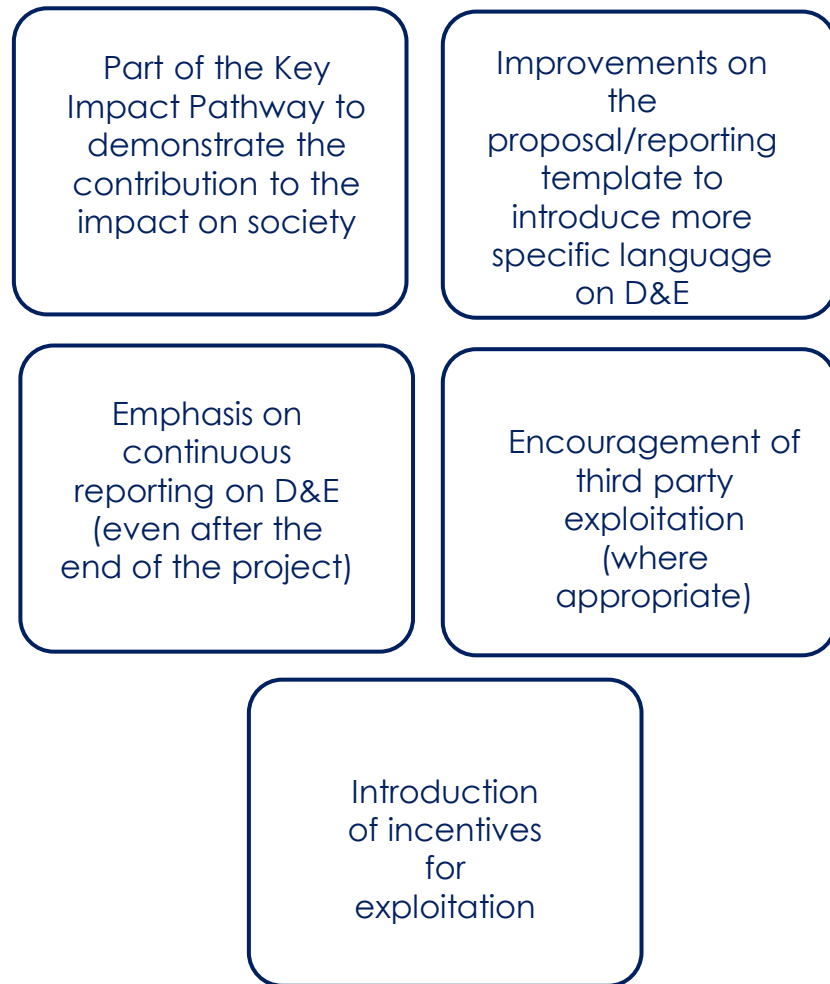 Part of the Key
Impact Pathway to
demonstrate the
contribution to the
impact on society
Improvements on
the
proposal/reporting
template to
introduce more
specific language
on D&E
Emphasis on
continuous
reporting on D&E
(even after the
end of the project)
Encouragement of
third party
exploitation
(where
appropriate)
Introduction
of incentives
for
exploitation